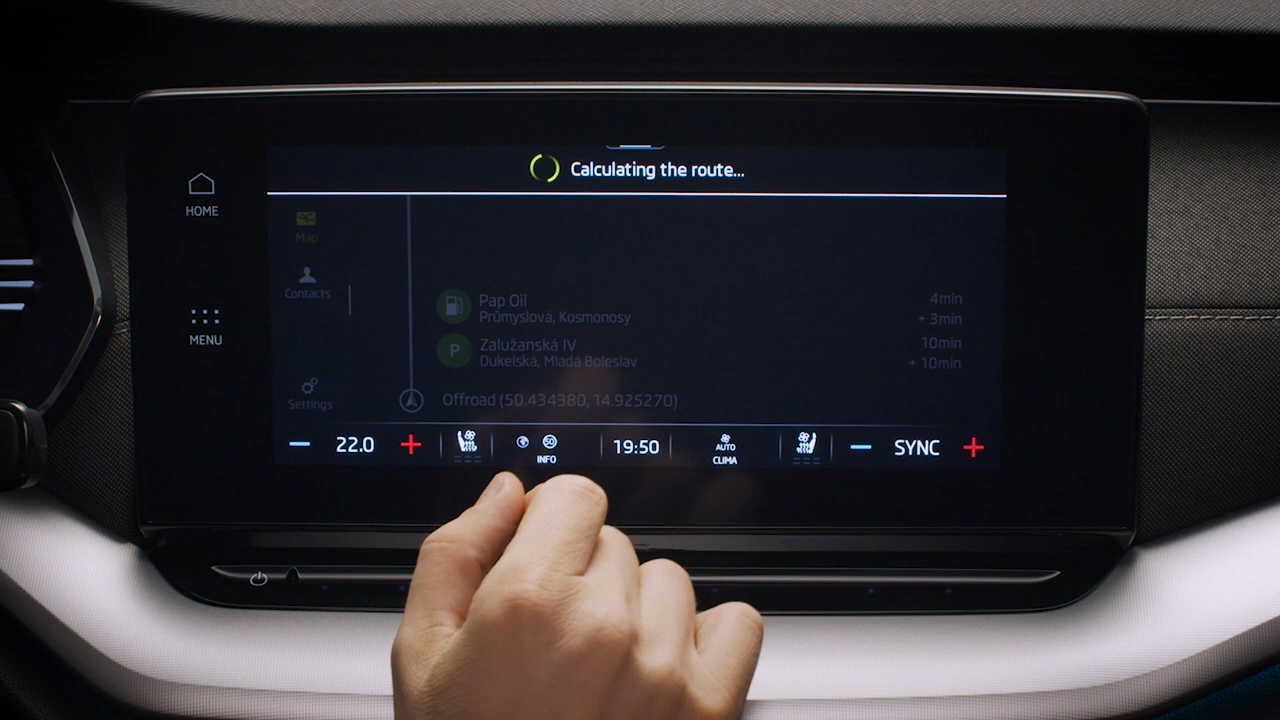 Calculating the route...
HOME
Map
Contacts
Pap Oil
4min
Průmyslová, Kosmonosy
+ 3min
MENU
P
Zalužanská IV
10min
Dukelská, Mladá Boleslav
+ 10min
Settings
Offroad (50.434380, 14.925270)
22.0
50
INFO
19:50
AUTO
CLIMA
SYNC